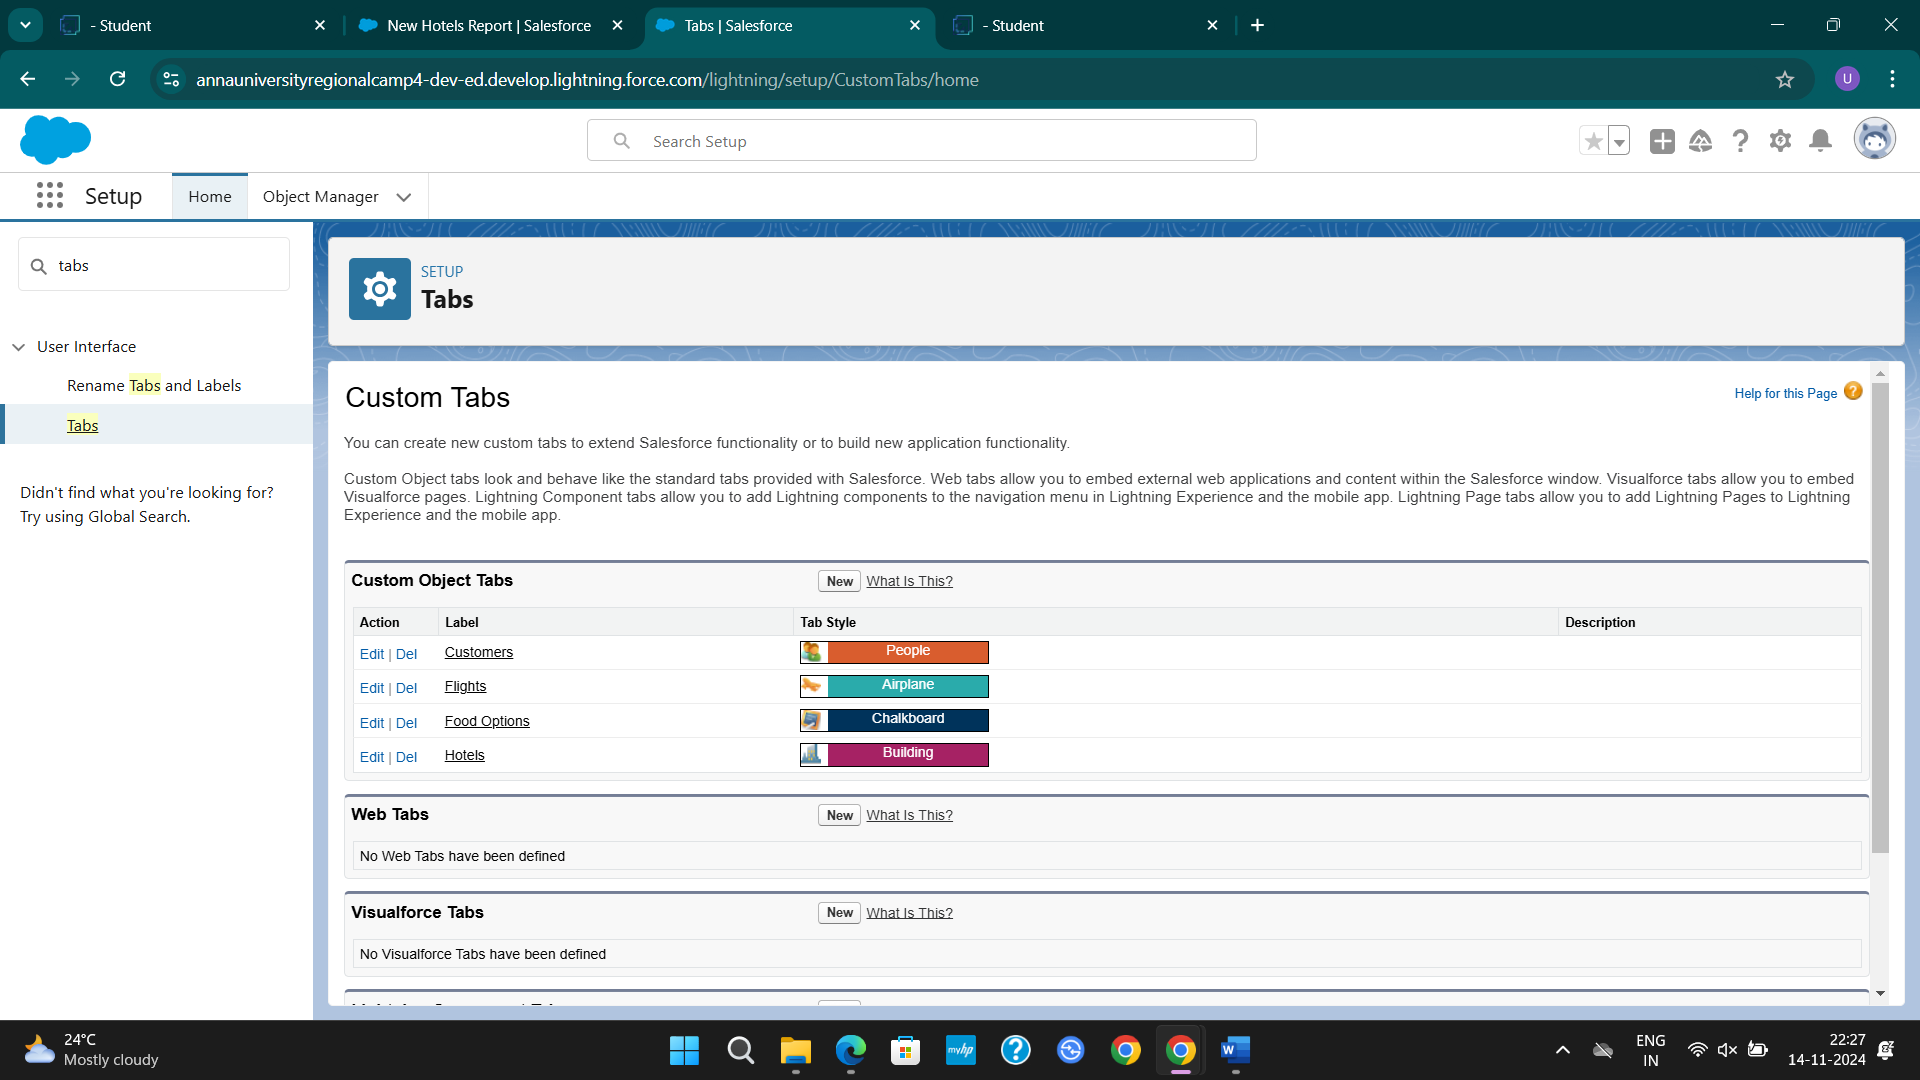 - Student
New Hotels Report | Salesforce
Tabs | Salesforce
- Student
annauniversityregionalcamp4-dev-ed.develop.lightning.force.com/lightning/setup/CustomTabs/home
U
Search Setup
Setup
Home
Object Manager
tabs
User Interface
Rename Tabs and Labels
Tabs
Didn't find what you're looking for?
Try using Global Search.
SETUP
Tabs
Custom Tabs
Help for this Page ?
You can create new custom tabs to extend Salesforce functionality or to build new application functionality.
Custom Object tabs look and behave like the standard tabs provided with Salesforce. Web tabs allow you to embed external web applications and content within the Salesforce window. Visualforce tabs allow you to embed
Visualforce pages. Lightning Component tabs allow you to add Lightning components to the navigation menu in Lightning Experience and the mobile app. Lightning Page tabs allow you to add Lightning Pages to Lightning
Experience and the mobile app.
Custom Object Tabs New What Is This?
Action Label Tab Style Description
Edit | Del Customers People
Edit | Del Flights Airplane
Edit | Del Food Options Chalkboard
Edit | Del Hotels Building
Web Tabs New What Is This?
No Web Tabs have been defined
Visualforce Tabs New What Is This?
No Visualforce Tabs have been defined
24°C
Mostly cloudy
myhp
W
ENG
IN
22:27
14-11-2024